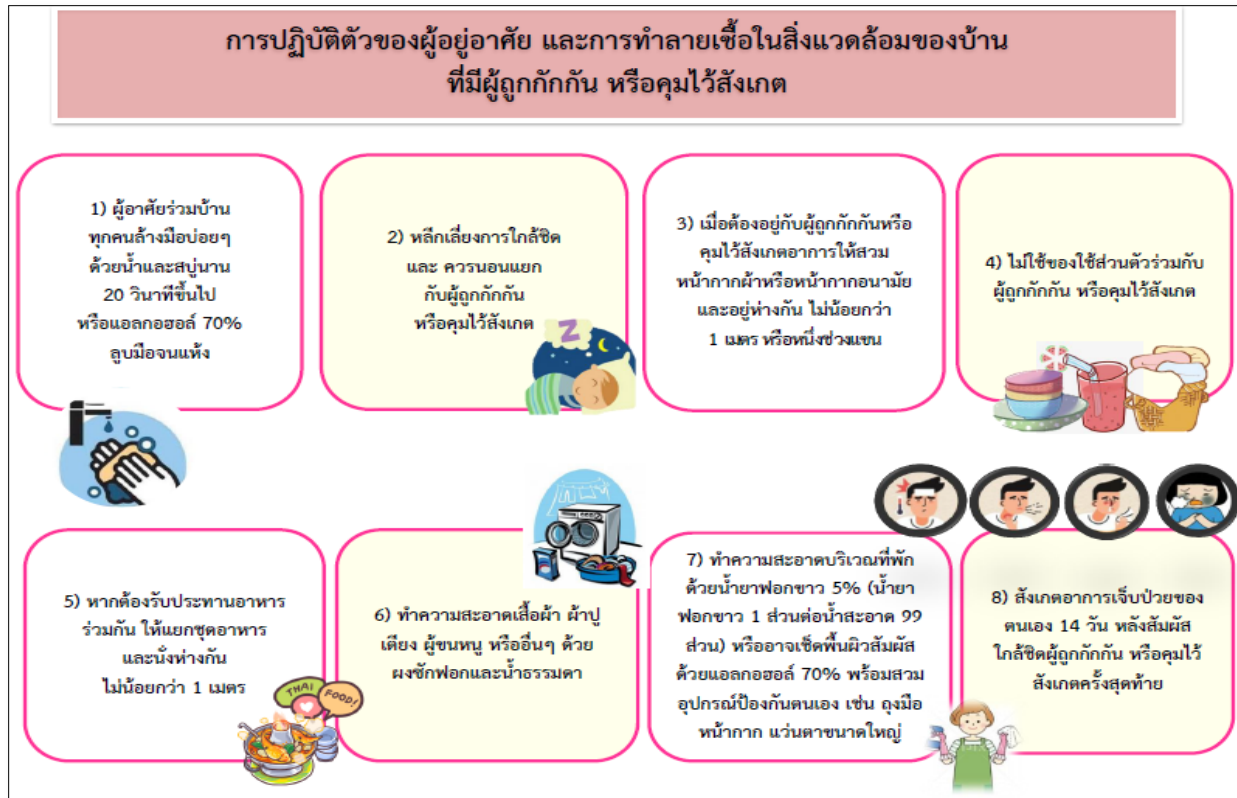 การปฏิบัติตัวของผู้อยู่อาศัย และการทำลายเชื้อในสิ่งแวดล้อมของบ้าน
ที่มีผู้ถูกกักกัน หรือคุมไว้สังเกต
1) ผู้อาศัยร่วมบ้าน
ทุกคนล้างมือบ่อยๆ
ด้วยน้ำและสบู่นาน
20 วินาทีขึ้นไป
หรือแอลกอฮอล์ 70%
ลูบมือจนแห้ง
2) หลีกเลี่ยงการใกล้ชิด
และ ควรนอนแยก
กับผู้ถูกกักกัน
หรือคุมไว้สังเกต
Z
3) เมื่อต้องอยู่กับผู้ถูกกักกันหรือ
คุมไว้สังเกตอาการให้สวม
หน้ากากผ้าหรือหน้ากากอนามัย
และอยู่ห่างกัน ไม่น้อยกว่า
1 เมตร หรือหนึ่งช่วงแขน
4) ไม่ใช้ของใช้ส่วนตัวร่วมกับ
ผู้ถูกกักกัน หรือคุมไว้สังเกต
5) หากต้องรับประทานอาหาร
ร่วมกัน ให้แยกชุดอาหาร
และนั่งห่างกัน
ไม่น้อยกว่า 1 เมตร
THAI
FOOD!
6) ทำความสะอาดเสื้อผ้า ผ้าปู
เตียง ผู้ขนหนู หรืออื่นๆ ด้วย
ผงซักฟอกและน้ำธรรมดา
7) ทำความสะอาดบริเวณที่พัก
ด้วยน้ำยาฟอกขาว 5% (น้ำยา
ฟอกขาว 1 ส่วนต่อน้ำสะอาด 99
ส่วน) หรืออาจเช็ดพื้นผิวสัมผัส
ด้วยแอลกอฮอล์ 70% พร้อมสวม
อุปกรณ์ป้องกันตนเอง เช่น ถุงมือ
หน้ากาก แว่นตาขนาดใหญ่
8) สังเกตอาการเจ็บป่วยของ
ตนเอง 14 วัน หลังสัมผัส
ใกล้ชิดผู้ถูกกักกัน หรือคุมไว้
สังเกตครั้งสุดท้าย